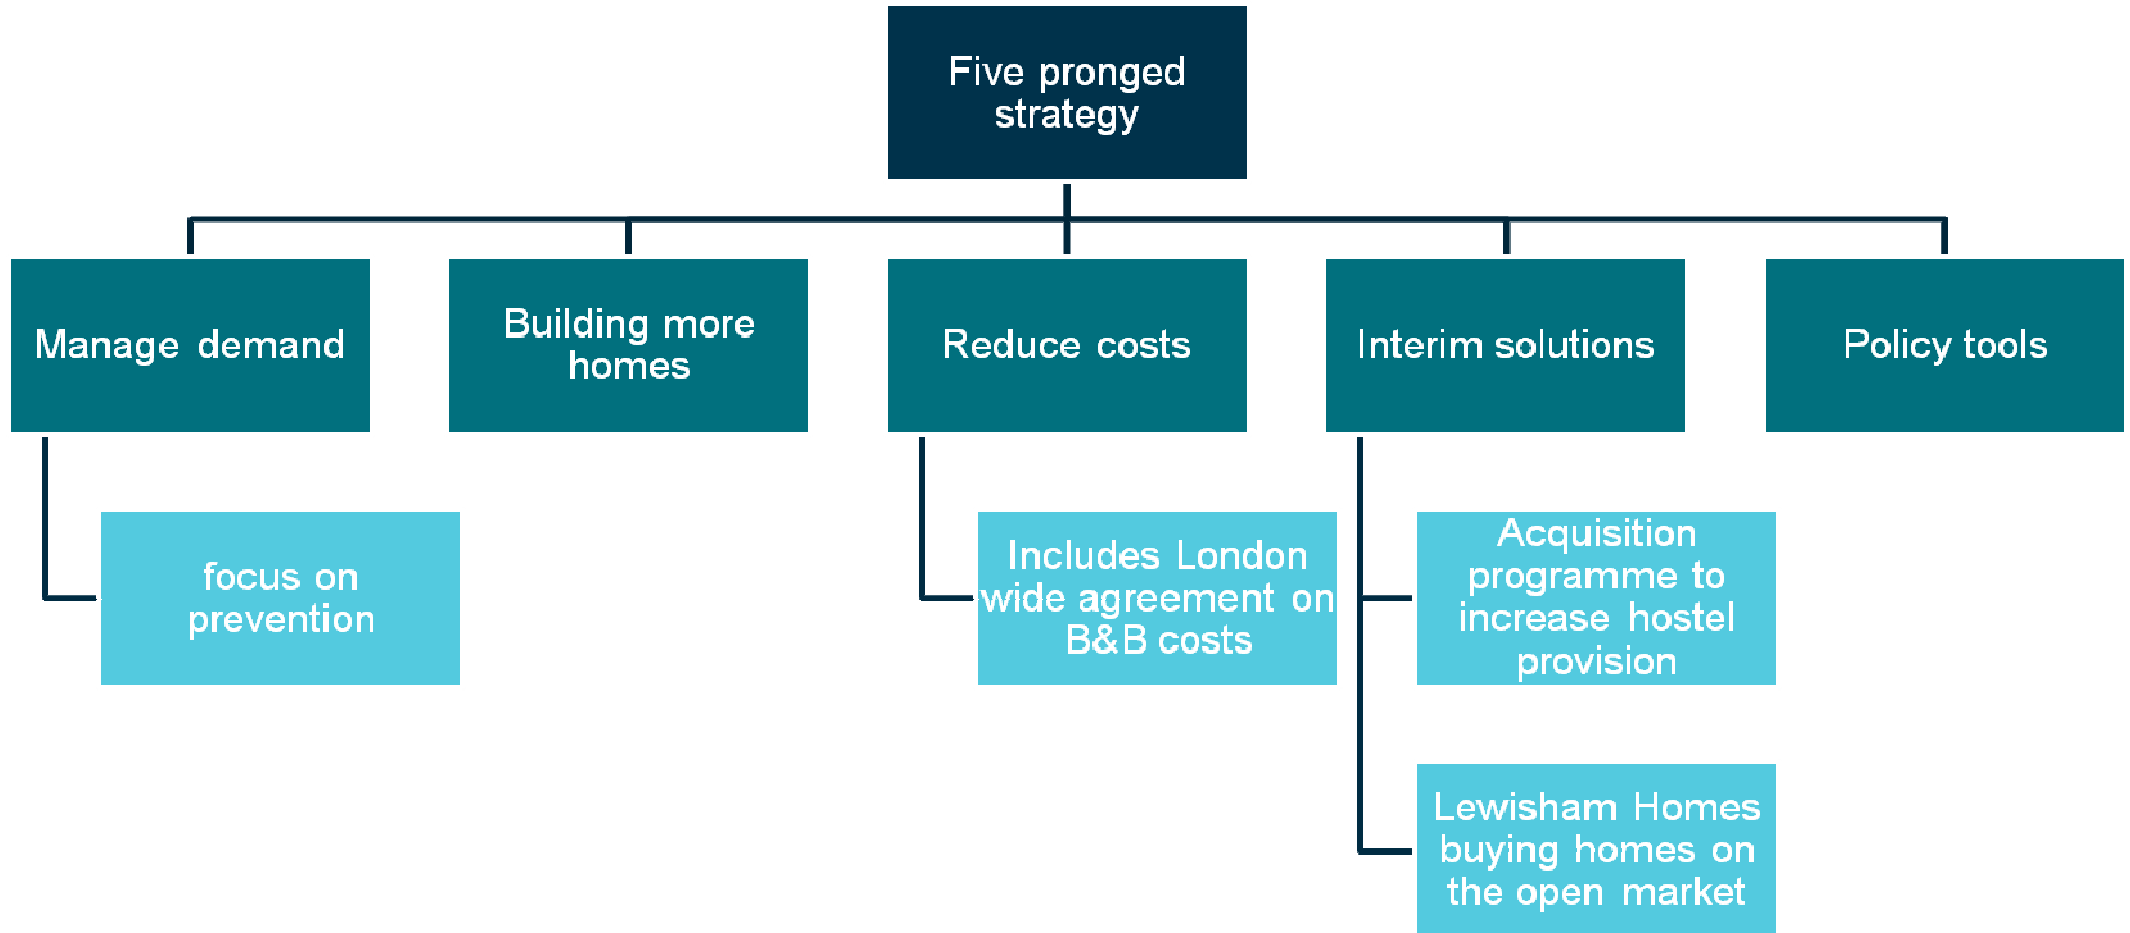 Five pronged
strategy
Manage demand
Building more
homes
Reduce costs
Interim solutions
Policy tools
focus on
prevention
Includes London
wide agreement on
B&B costs
Acquisition
programme to
increase hostel
provision
Lewisham Homes
buying homes on
the open market